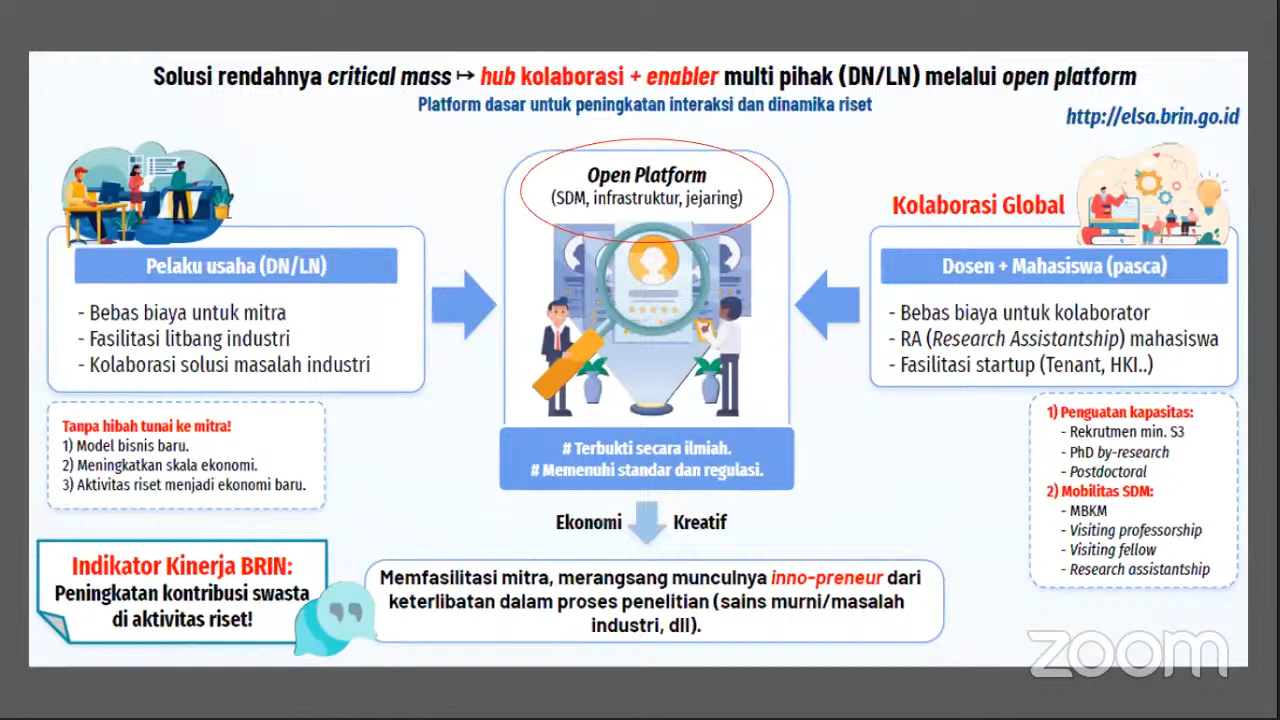 Solusi rendahnya critical mass ↦ hub kolaborasi + enabler multi pihak (DN/LN) melalui open platform
Platform dasar untuk peningkatan interaksi dan dinamika riset
http://elsa.brin.go.id
Pelaku usaha (DN/LN)
- Bebas biaya untuk mitra
- Fasilitasi litbang industri
- Kolaborasi solusi masalah industri
Tanpa hibah tunai ke mitra!
1) Model bisnis baru.
2) Meningkatkan skala ekonomi.
3) Aktivitas riset menjadi ekonomi baru.
Indikator Kinerja BRIN:
Peningkatan kontribusi swasta
di aktivitas riset!
Open Platform
(SDM, infrastruktur, jejaring)
# Terbukti secara ilmiah.
# Memenuhi standar dan regulasi.
Ekonomi Kreatif
Memfasilitasi mitra, merangsang munculnya inno-preneur dari
keterlibatan dalam proses penelitian (sains murni/masalah
industri, dll).
Kolaborasi Global
Dosen + Mahasiswa (pasca)
- Bebas biaya untuk kolaborator
- RA (Research Assistantship) mahasiswa
- Fasilitasi startup (Tenant, HKI..)
1) Penguatan kapasitas:
- Rekrutmen min. S3
- PhD by-research
- Postdoctoral
2) Mobilitas SDM:
- MBKM
- Visiting professorship
- Visiting fellow
- Research assistantship
zoom